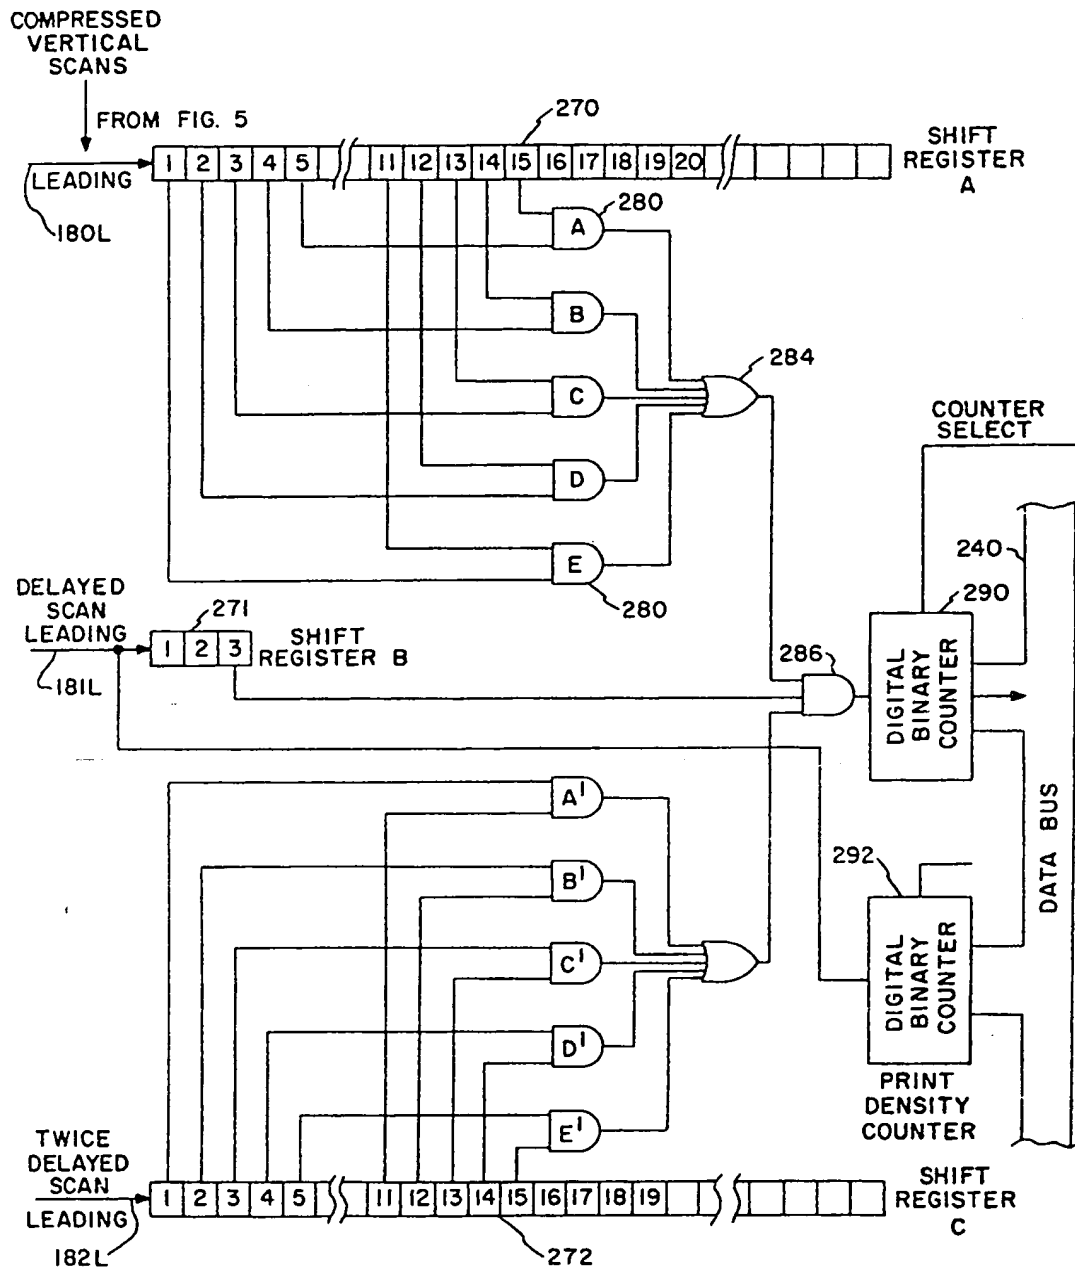 COMPRESSED
VERTICAL
SCANS
FROM FIG. 5
270
LEADING
1 2 3 4 5 11 12 13 14 15 16 17 18 19 20
SHIFT
REGISTER
A
180L
280
A
B
284
C
COUNTER
SELECT
D
E
280
240
290
DELAYED
SCAN
LEADING
271
1 2 3
SHIFT
REGISTER B
181L
286
DIGITAL
BINARY
COUNTER
A'
B'
292
DATA BUS
C'
DIGITAL
BINARY
COUNTER
D'
PRINT
DENSITY
COUNTER
E'
TWICE
DELAYED
SCAN
LEADING
1 2 3 4 5 11 12 13 14 15 16 17 18 19
SHIFT
REGISTER
C
182L
272